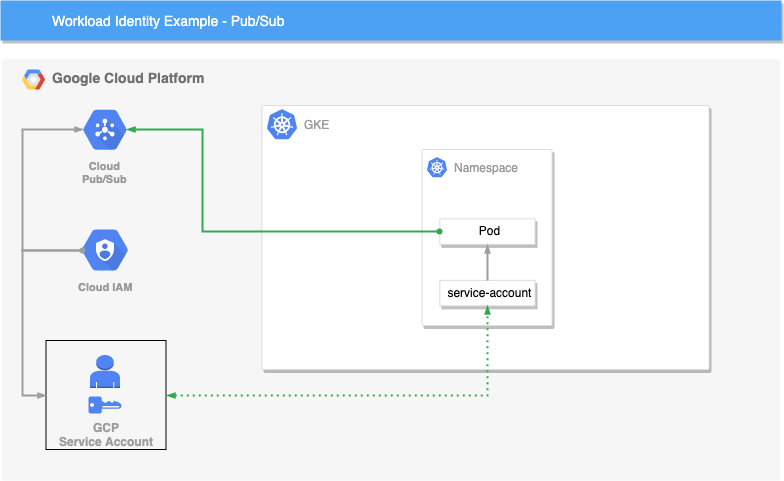 Workload Identity Example - Pub/Sub
Google Cloud Platform
GKE
Cloud
Pub/Sub
Namespace
Pod
Cloud IAM
service-account
GCP
Service Account